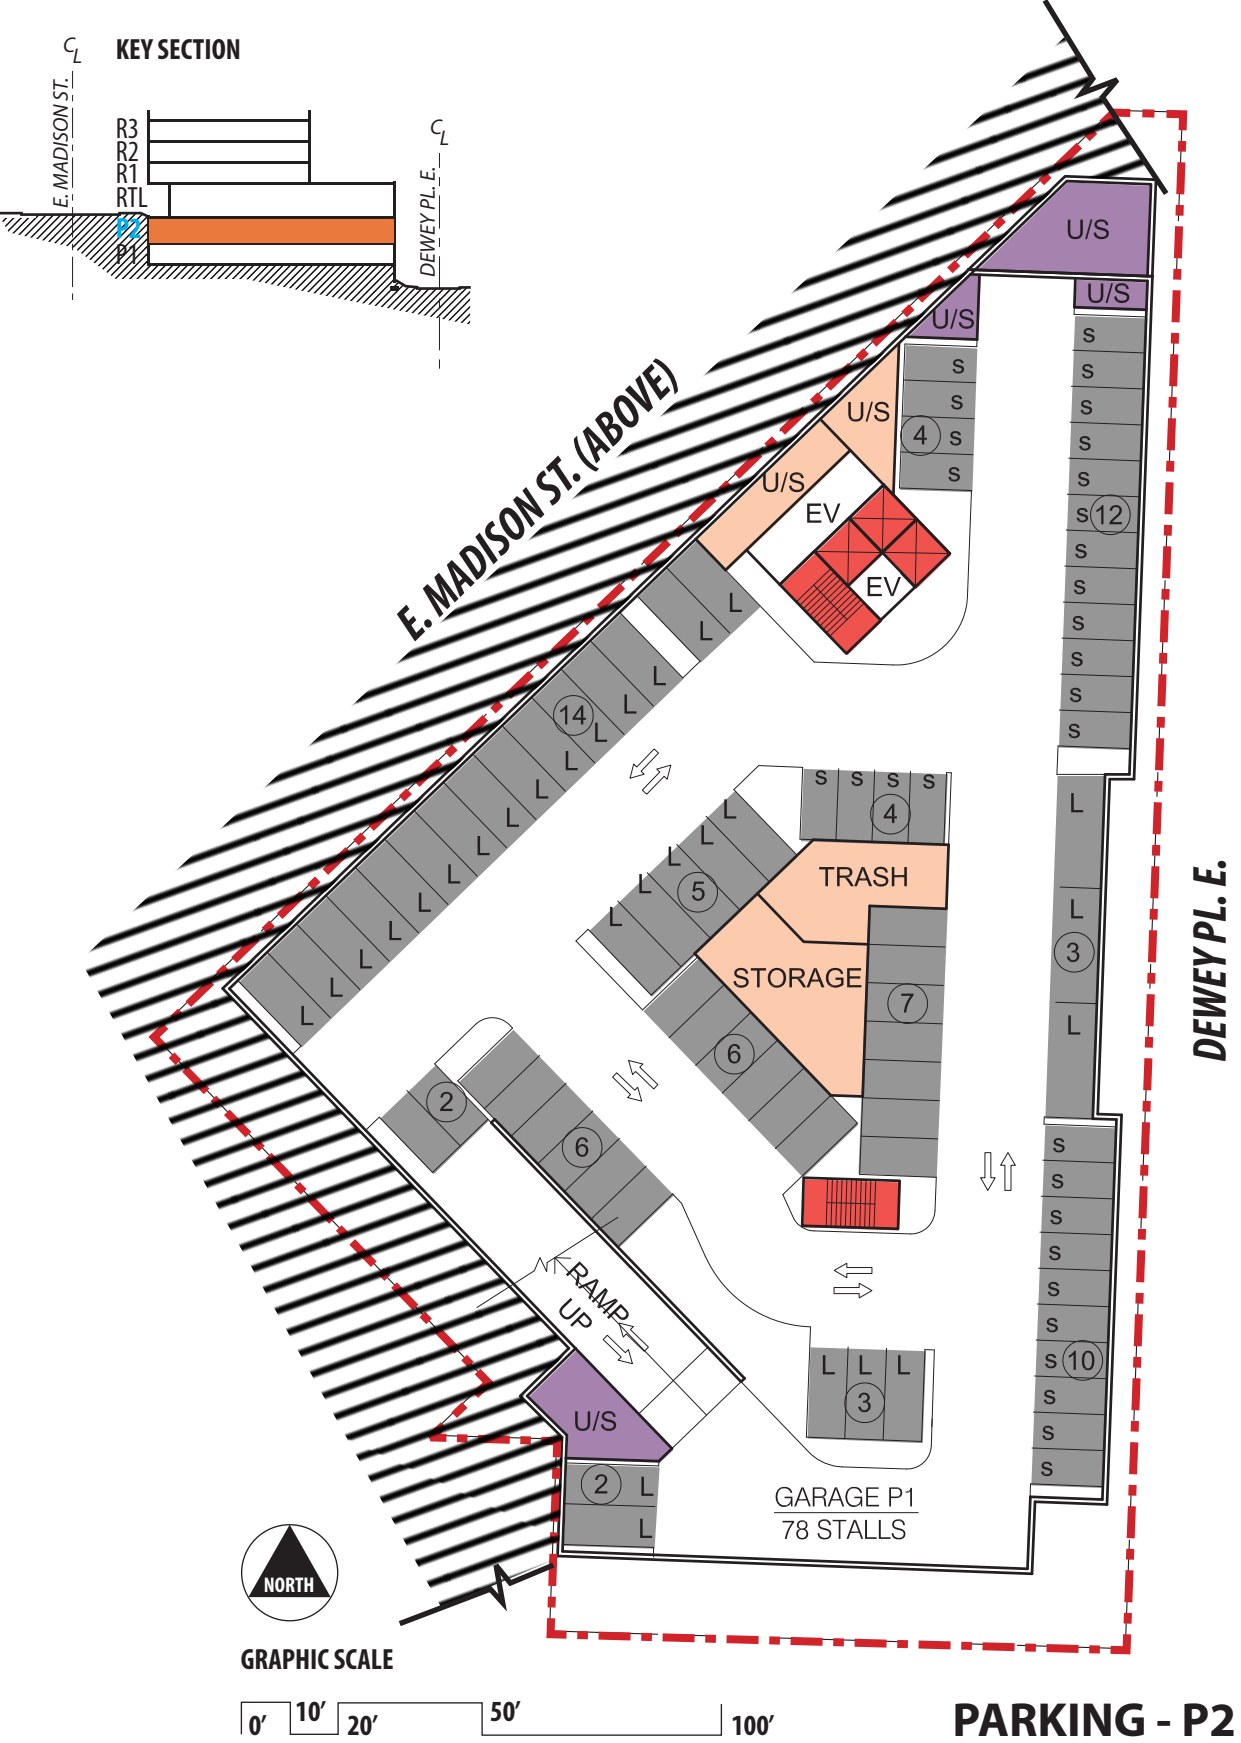 KEY SECTION
CL
E. MADISON ST.
R3
R2
R1
RTL
P2
P1
CL
DEWEY PL. E.
E. MADISON ST. (ABOVE)
U/S
U/S
U/S
U/S
U/S
EV
EV
S
S
4
S
S
S
S
S
S
S
S
12
S
S
S
S
S
S
L
L
L
L
14
L
L
L
L
L
L
L
L
L
L
S
S
S
S
4
L
L
L
L
L
5
TRASH
STORAGE
7
6
L
L
3
L
DEWEY PL. E.
2
6
RAMP
UP
S
S
S
S
S
S
10
S
S
S
L
L
L
3
U/S
2
L
L
GARAGE P1
78 STALLS
NORTH
GRAPHIC SCALE
0' 10' 20' 50' 100'
PARKING - P2